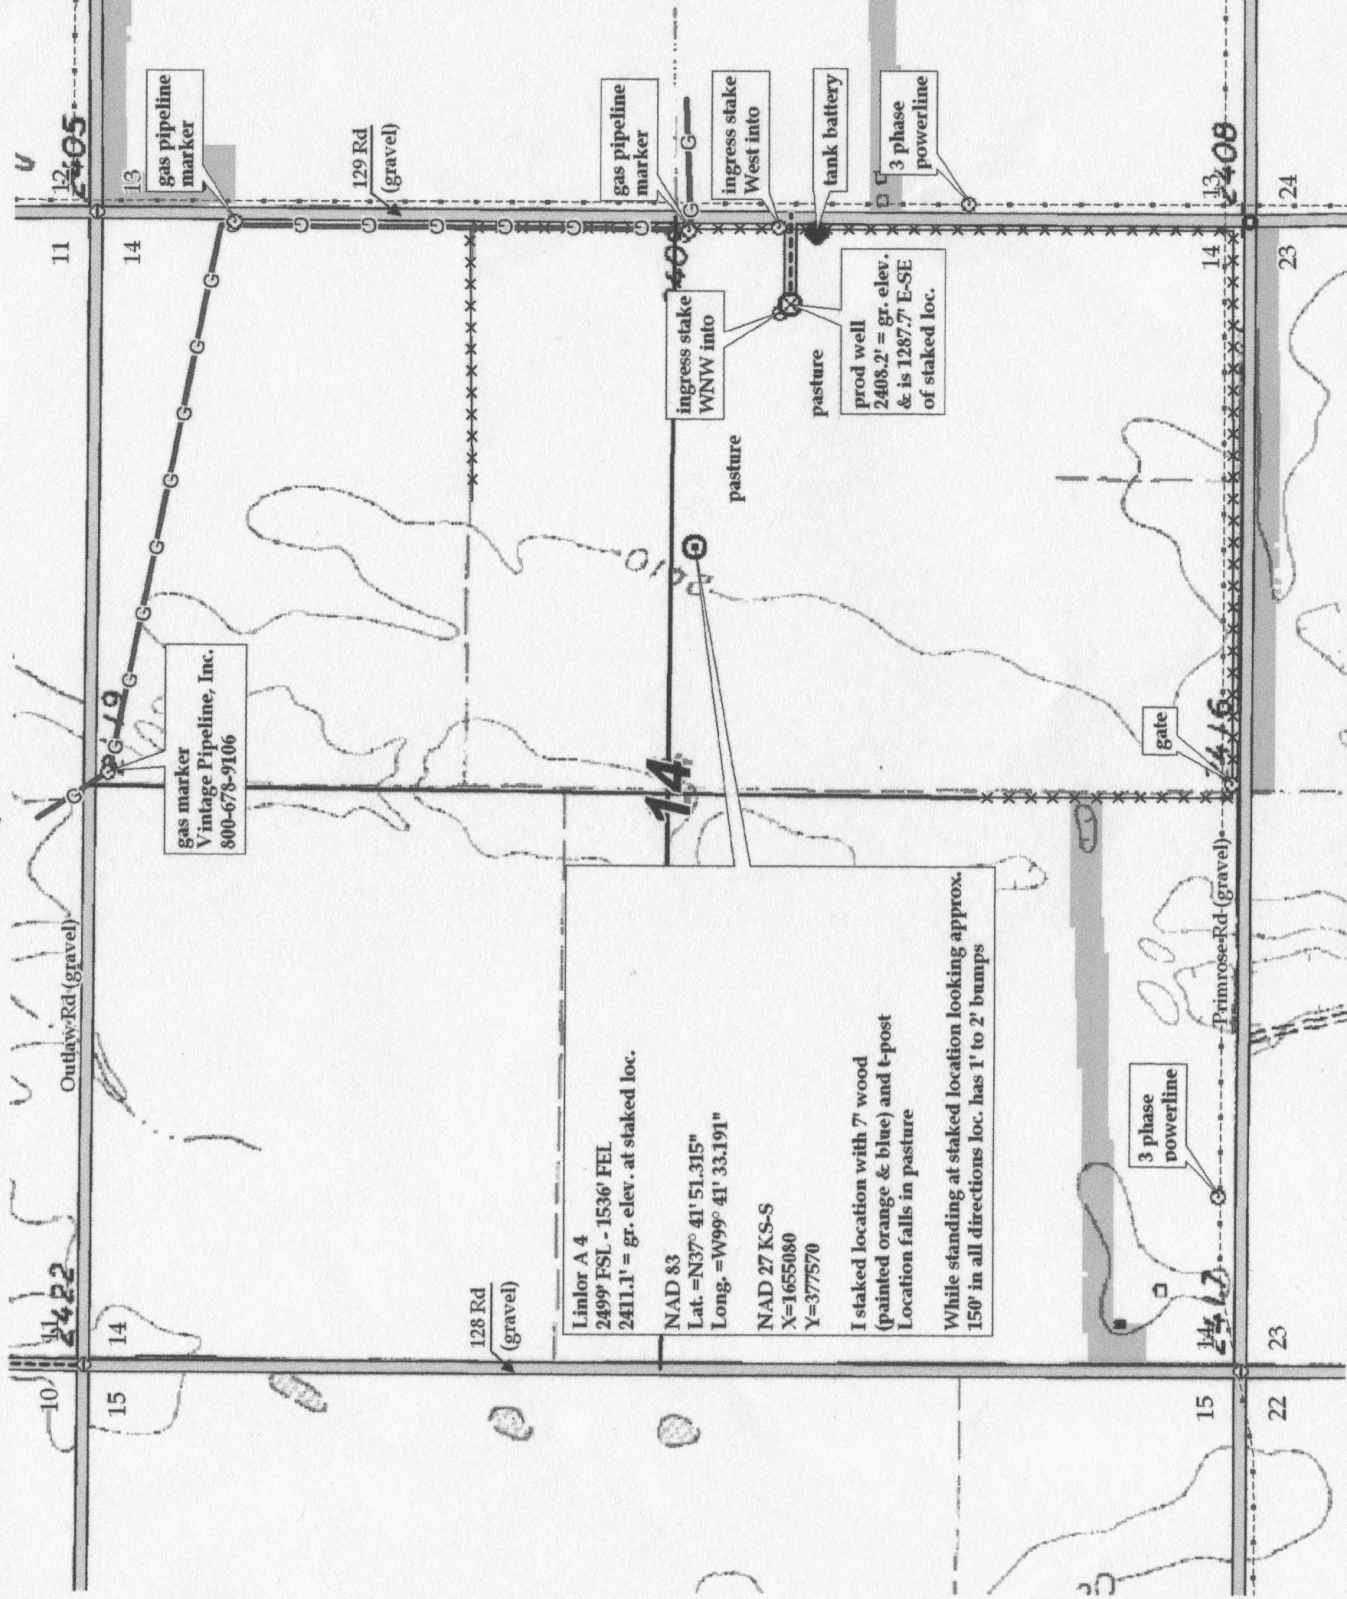 11
12
2405
14
13
gas pipeline
marker
129 Rd
(gravel)
gas pipeline
marker
ingress stake
West into
tank battery
3 phase
powerline
13
2408
14
23
24
ingress stake
WNW into
pasture
prod well
2408.2' = gr. elev.
& is 1287.7' E-SE
of staked loc.
pasture
gas marker
Vintage Pipeline, Inc.
800-678-9106
gate
14
Outlaw Rd (gravel)
Primrose Rd (gravel)
Linlor A 4
2499' FSL - 1536' FEL
2411.1' = gr. elev. at staked loc.
NAD 83
Lat. =N37° 41' 51.315"
Long. =W99° 41' 33.191"
NAD 27 KS-S
X=1655080
Y=377570
I staked location with 7' wood
(painted orange & blue) and t-post
Location falls in pasture
While standing at staked location looking approx.
150' in all directions loc. has 1' to 2' bumps
3 phase
powerline
128 Rd
(gravel)
10
11
2422
15
14
15
14
2417
22
23